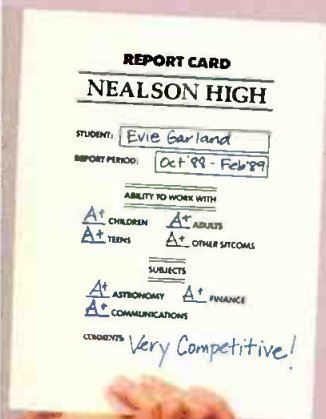 REPORT CARD
NEALSON HIGH
STUDENT: Evie Garland
REPORT PERIOD: Oct '88 - Feb '89
ABILITY TO WORK WITH
A+ CHILDREN A+ ADULTS
A+ TEENS A+ OTHER SITCOMS
SUBJECTS
A+ ASTRONOMY A+ FINANCE
A+ COMMUNICATIONS
COMMENTS: Very Competitive!